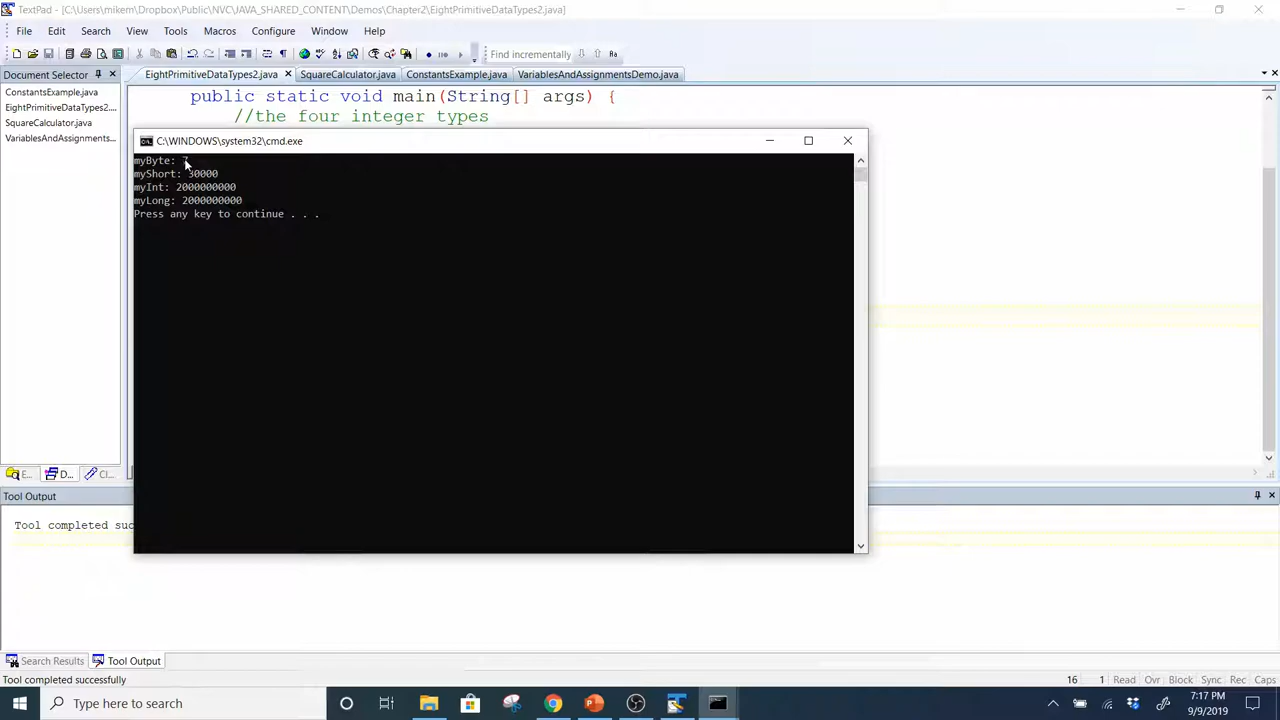 TextPad - [C:\Users\mikem\Dropbox\Public\NVC\JAVA_SHARED_CONTENT\Demos\Chapter2\EightPrimitiveDataTypes2.java]
File Edit Search View Tools Macros Configure Window Help
Find incrementally
Document Selector
EightPrimitiveDataTypes2.java SquareCalculator.java ConstantsExample.java VariablesAndAssignmentsDemo.java
ConstantsExample.java
EightPrimitiveDataTypes2....
SquareCalculator.java
VariablesAndAssignments...
public static void main(String[] args) {
//the four integer types
C:\WINDOWS\system32\cmd.exe
myByte: 7
myShort: 30000
myInt: 2000000000
myLong: 2000000000
Press any key to continue . . .
E... D... Cl...
Tool Output
Tool completed suc
Search Results Tool Output
Tool completed successfully
16 1 Read Ovr Block Sync Rec Caps
Type here to search
7:17 PM
9/9/2019